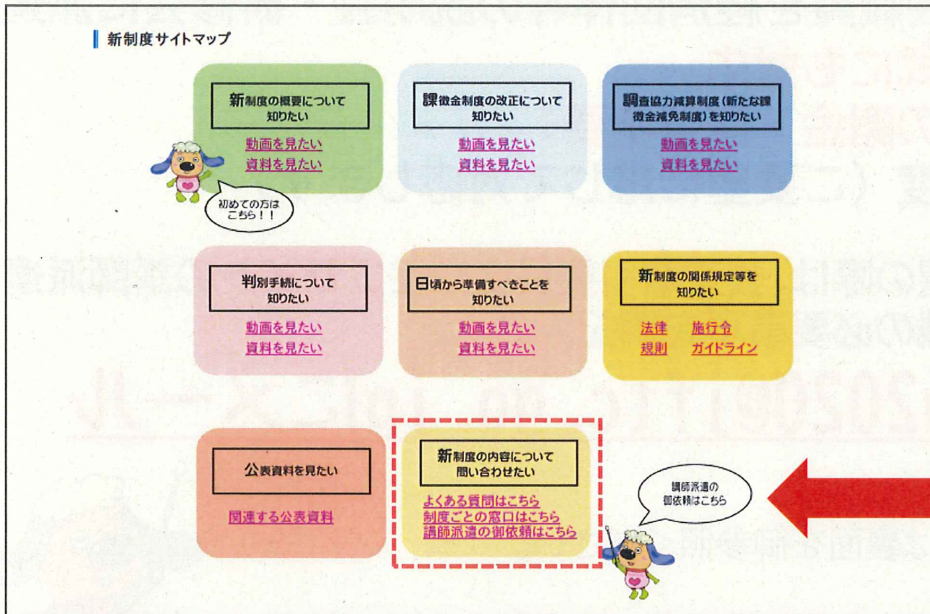 新制度サイトマップ
新制度の概要について
知りたい
動画を見たい
資料を見たい
初めての方は
こちら！！
課徴金制度の改正について
知りたい
動画を見たい
資料を見たい
調査協力減算制度（新たな課
徴金減免制度）を知りたい
動画を見たい
資料を見たい
判別手続について
知りたい
動画を見たい
資料を見たい
日頃から準備すべきことを
知りたい
動画を見たい
資料を見たい
新制度の関係規定等を
知りたい
法律 施行令
規則 ガイドライン
公表資料を見たい
関連する公表資料
新制度の内容について
問い合わせたい
よくある質問はこちら
制度ごとの窓口はこちら
講師派遣の御依頼はこちら
講師派遣の
御依頼はこちら